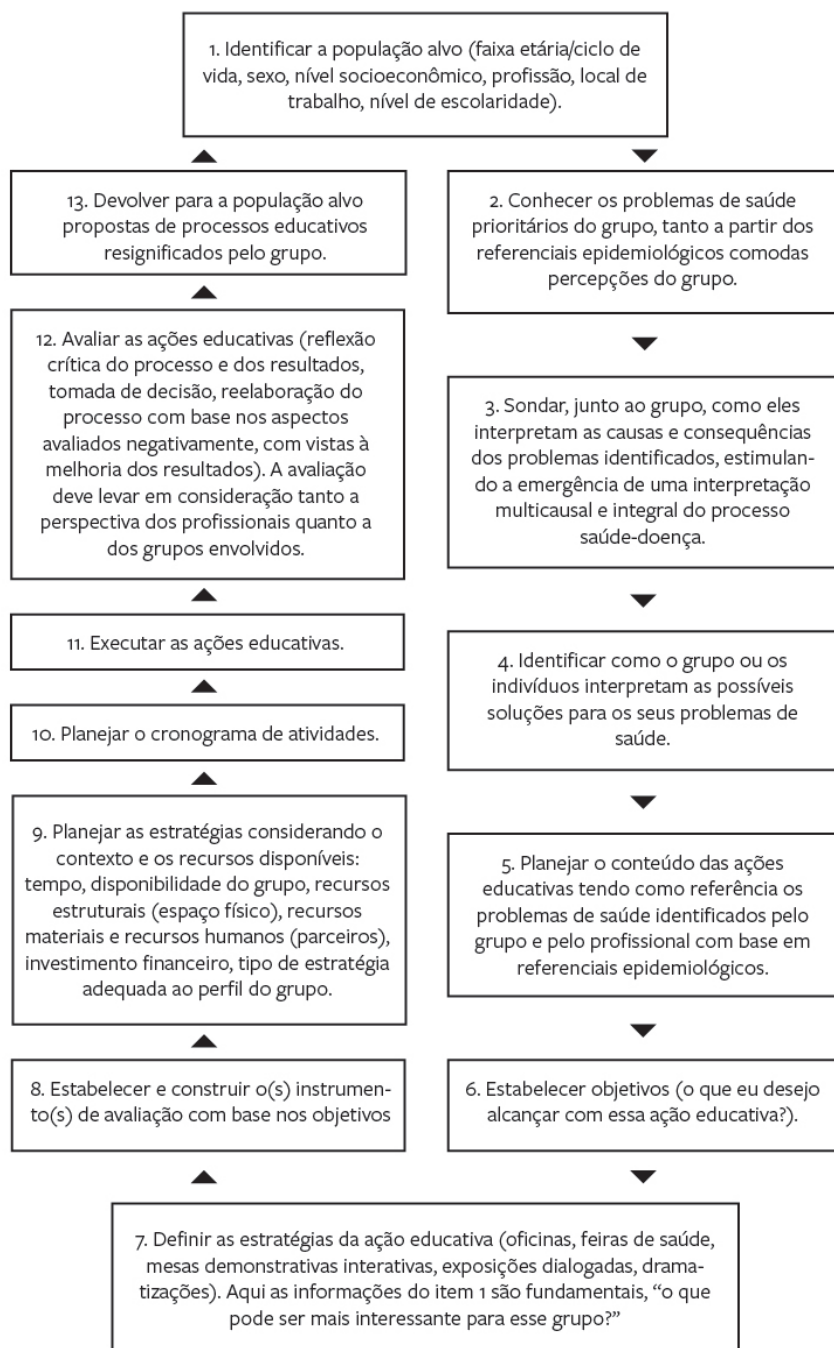 1. Identificar a população alvo (faixa etária/ciclo de
vida, sexo, nível socioeconômico, profissão, local de
trabalho, nível de escolaridade).
2. Conhecer os problemas de saúde
prioritários do grupo, tanto a partir dos
referenciais epidemiológicos comodas
percepções do grupo.
3. Sondar, junto ao grupo, como eles
interpretam as causas e consequências
dos problemas identificados, estimulan-
do a emergência de uma interpretação
multicausal e integral do processo
saúde-doença.
4. Identificar como o grupo ou os
indivíduos interpretam as possíveis
soluções para os seus problemas de
saúde.
5. Planejar o conteúdo das ações
educativas tendo como referência os
problemas de saúde identificados pelo
grupo e pelo profissional com base em
referenciais epidemiológicos.
6. Estabelecer objetivos (o que eu desejo
alcançar com essa ação educativa?).
7. Definir as estratégias da ação educativa (oficinas, feiras de saúde,
mesas demonstrativas interativas, exposições dialogadas, drama-
tizações). Aqui as informações do item 1 são fundamentais, “o que
pode ser mais interessante para esse grupo?”
8. Estabelecer e construir o(s) instrumen-
to(s) de avaliação com base nos objetivos
9. Planejar as estratégias considerando o
contexto e os recursos disponíveis:
tempo, disponibilidade do grupo, recursos
estruturais (espaço físico), recursos
materiais e recursos humanos (parceiros),
investimento financeiro, tipo de estratégia
adequada ao perfil do grupo.
10. Planejar o cronograma de atividades.
11. Executar as ações educativas.
12. Avaliar as ações educativas (reflexão
crítica do processo e dos resultados,
tomada de decisão, reelaboração do
processo com base nos aspectos
avaliados negativamente, com vistas à
melhoria dos resultados). A avaliação
deve levar em consideração tanto a
perspectiva dos profissionais quanto a
dos grupos envolvidos.
13. Devolver para a população alvo
propostas de processos educativos
resignificados pelo grupo.